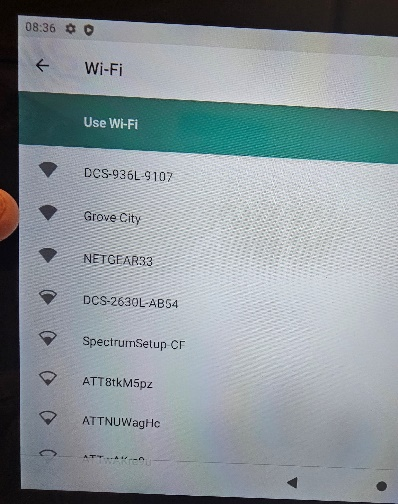 08:36
Wi-Fi
Use Wi-Fi
DCS-936L-9107
Grove City
NETGEAR33
DCS-2630L-AB54
SpectrumSetup-CF
ATT8tkM5pz
ATTNUWagHc